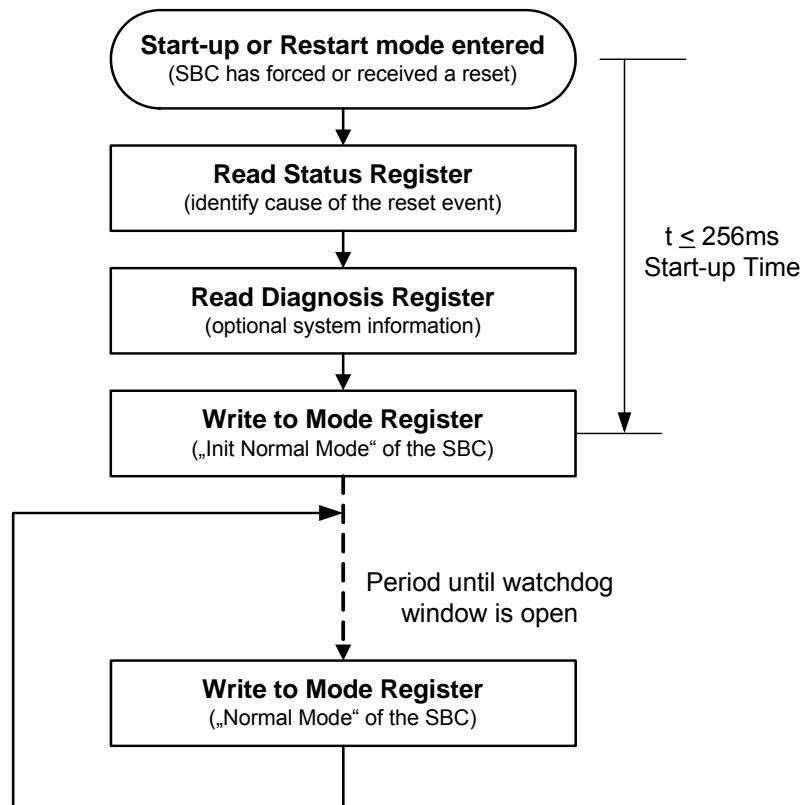 Start-up or Restart mode entered
(SBC has forced or received a reset)
Read Status Register
(identify cause of the reset event)
Read Diagnosis Register
(optional system information)
t ≤ 256ms
Start-up Time
Write to Mode Register
(„Init Normal Mode“ of the SBC)
Period until watchdog
window is open
Write to Mode Register
(„Normal Mode“ of the SBC)